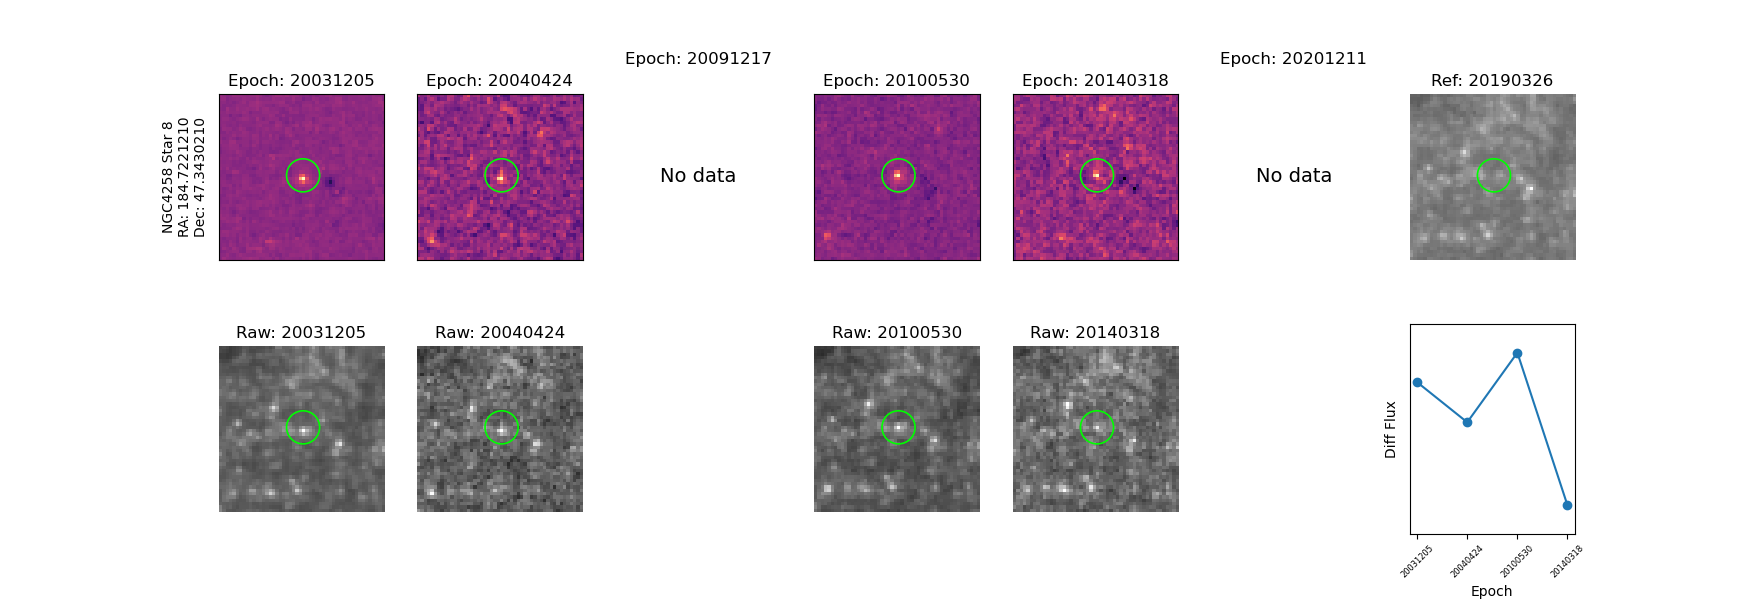 Epoch: 20091217
Epoch: 20201211
Epoch: 20031205
Epoch: 20040424
Epoch: 20100530
Epoch: 20140318
Ref: 20190326
NGC4258 Star 8
RA: 184.7221210
Dec: 47.3430210
No data
No data
Raw: 20031205
Raw: 20040424
Raw: 20100530
Raw: 20140318
Diff Flux
20031205
20040424
20100530
20140318
Epoch